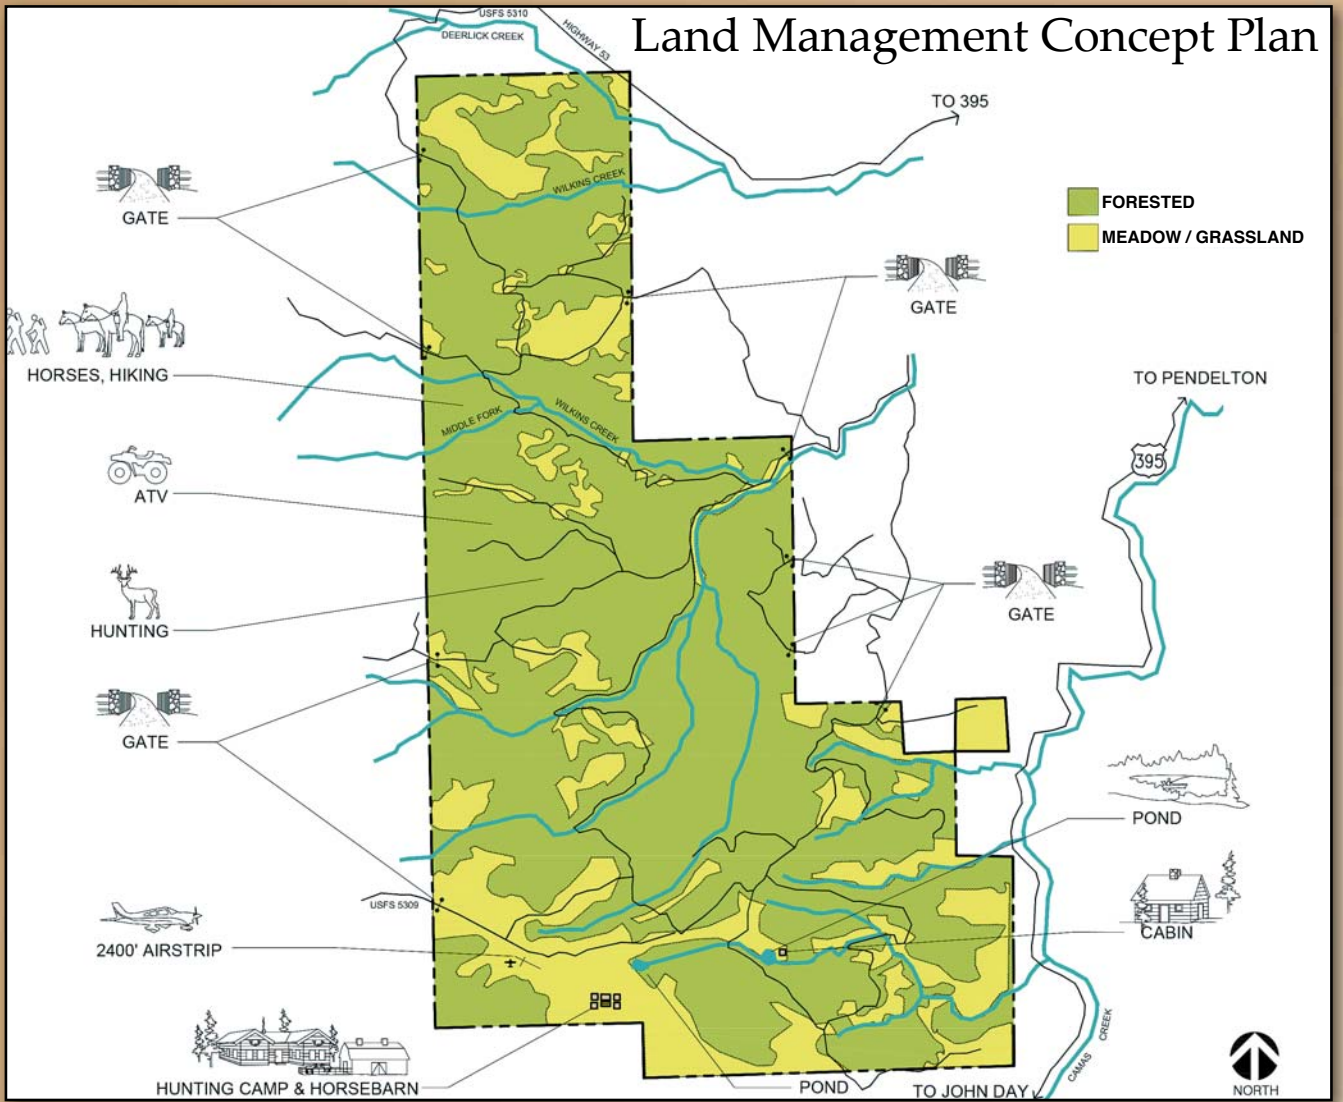 Land Management Concept Plan
USFS 5310
DEERLICK CREEK
HIGHWAY 53
TO 395
GATE
WILKINS CREEK
FORESTED
MEADOW / GRASSLAND
GATE
HORSES, HIKING
TO PENDELTON
395
MIDDLE FORK
WILKINS CREEK
ATV
HUNTING
GATE
GATE
POND
USFS 5309
CABIN
2400' AIRSTRIP
HUNTING CAMP & HORSEBARN
POND
TO JOHN DAY
CAMAS CREEK
NORTH